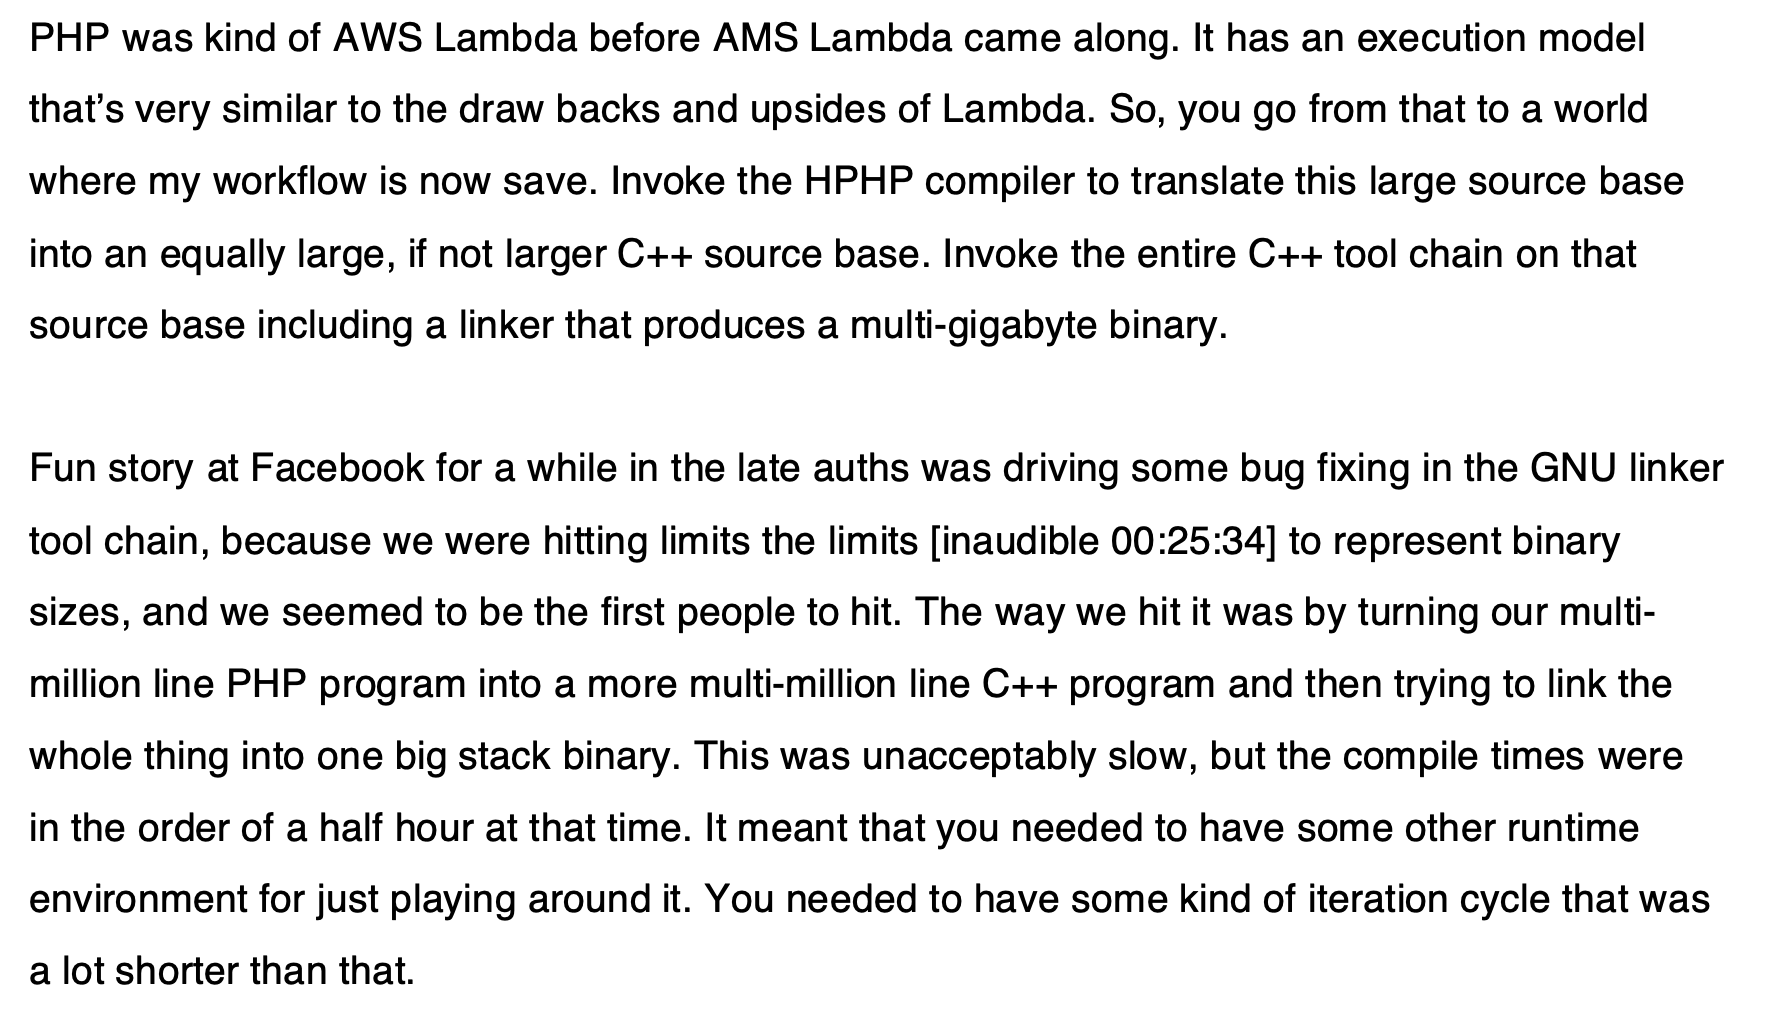 PHP was kind of AWS Lambda before AMS Lambda came along. It has an execution model
that’s very similar to the draw backs and upsides of Lambda. So, you go from that to a world
where my workflow is now save. Invoke the HPHP compiler to translate this large source base
into an equally large, if not larger C++ source base. Invoke the entire C++ tool chain on that
source base including a linker that produces a multi-gigabyte binary.
Fun story at Facebook for a while in the late auths was driving some bug fixing in the GNU linker
tool chain, because we were hitting limits the limits [inaudible 00:25:34] to represent binary
sizes, and we seemed to be the first people to hit. The way we hit it was by turning our multi-
million line PHP program into a more multi-million line C++ program and then trying to link the
whole thing into one big stack binary. This was unacceptably slow, but the compile times were
in the order of a half hour at that time. It meant that you needed to have some other runtime
environment for just playing around it. You needed to have some kind of iteration cycle that was
a lot shorter than that.